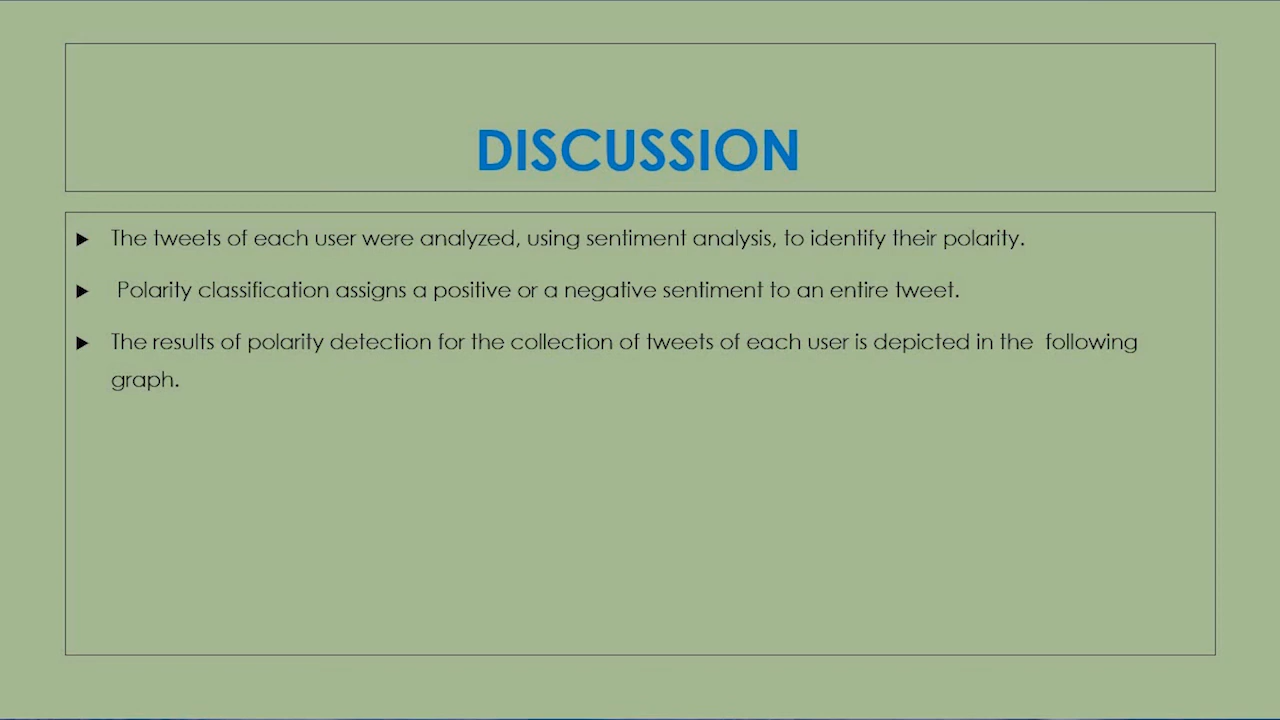 DISCUSSION
The tweets of each user were analyzed, using sentiment analysis, to identify their polarity.
Polarity classification assigns a positive or a negative sentiment to an entire tweet.
The results of polarity detection for the collection of tweets of each user is depicted in the following
graph.